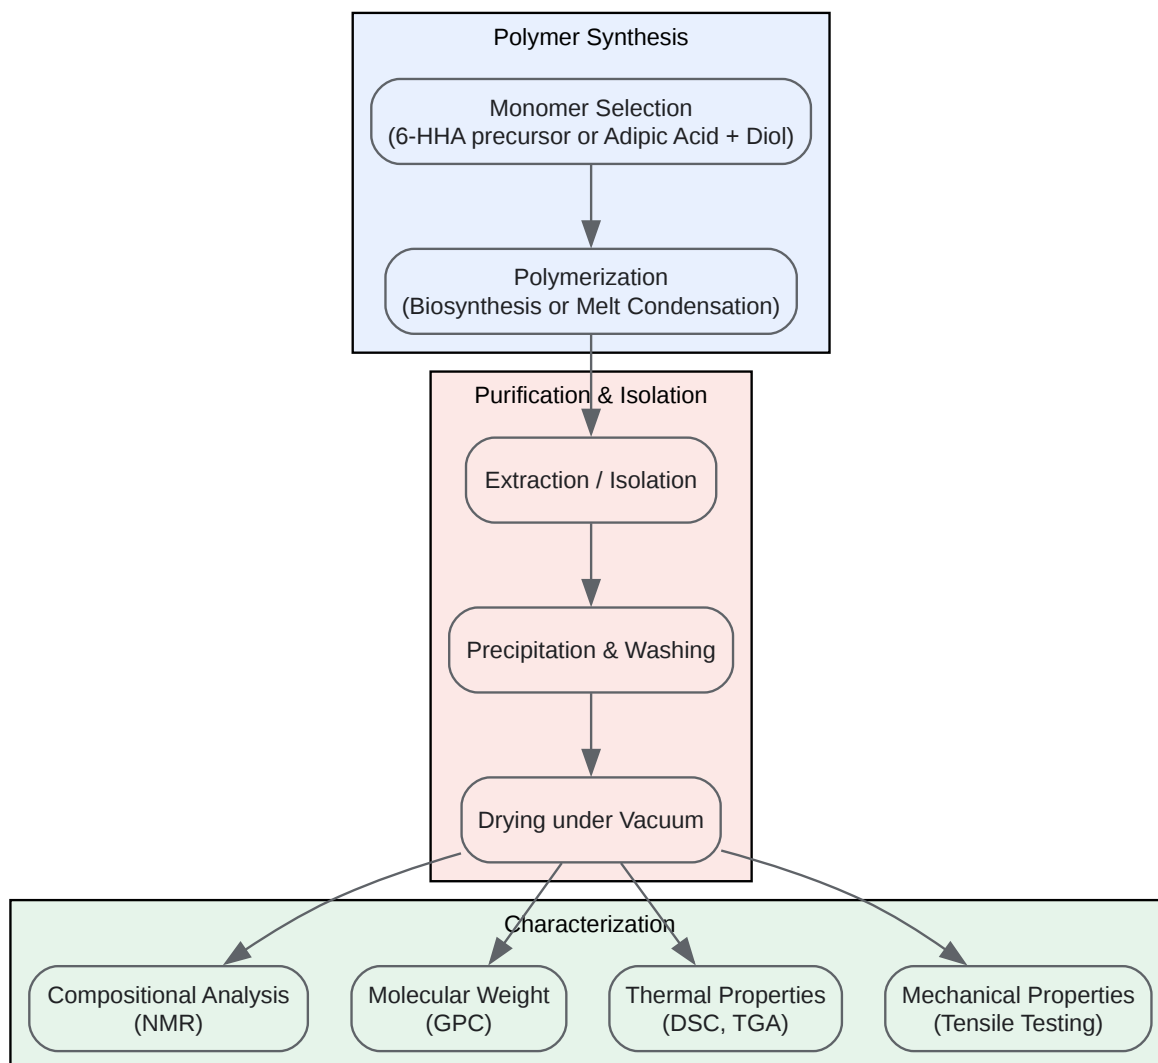 Polymer Synthesis
Monomer Selection
(6-HHA precursor or Adipic Acid + Diol)
Polymerization
(Biosynthesis or Melt Condensation)
Purification & Isolation
Extraction / Isolation
Precipitation & Washing
Drying under Vacuum
Characterization
Compositional Analysis
(NMR)
Molecular Weight
(GPC)
Thermal Properties
(DSC, TGA)
Mechanical Properties
(Tensile Testing)